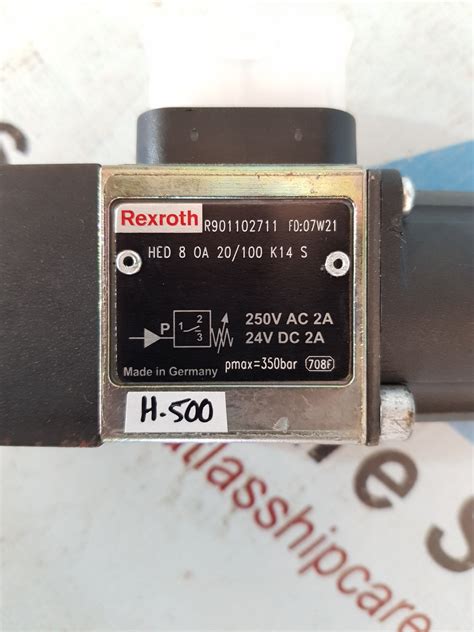 Rexroth R901102711 FD:07W21
HED 8 OA 20/100 K14 S
P 1 2 3
250V AC 2A
24V DC 2A
Made in Germany pmax=350bar 708F
H-500
atlasshipcare